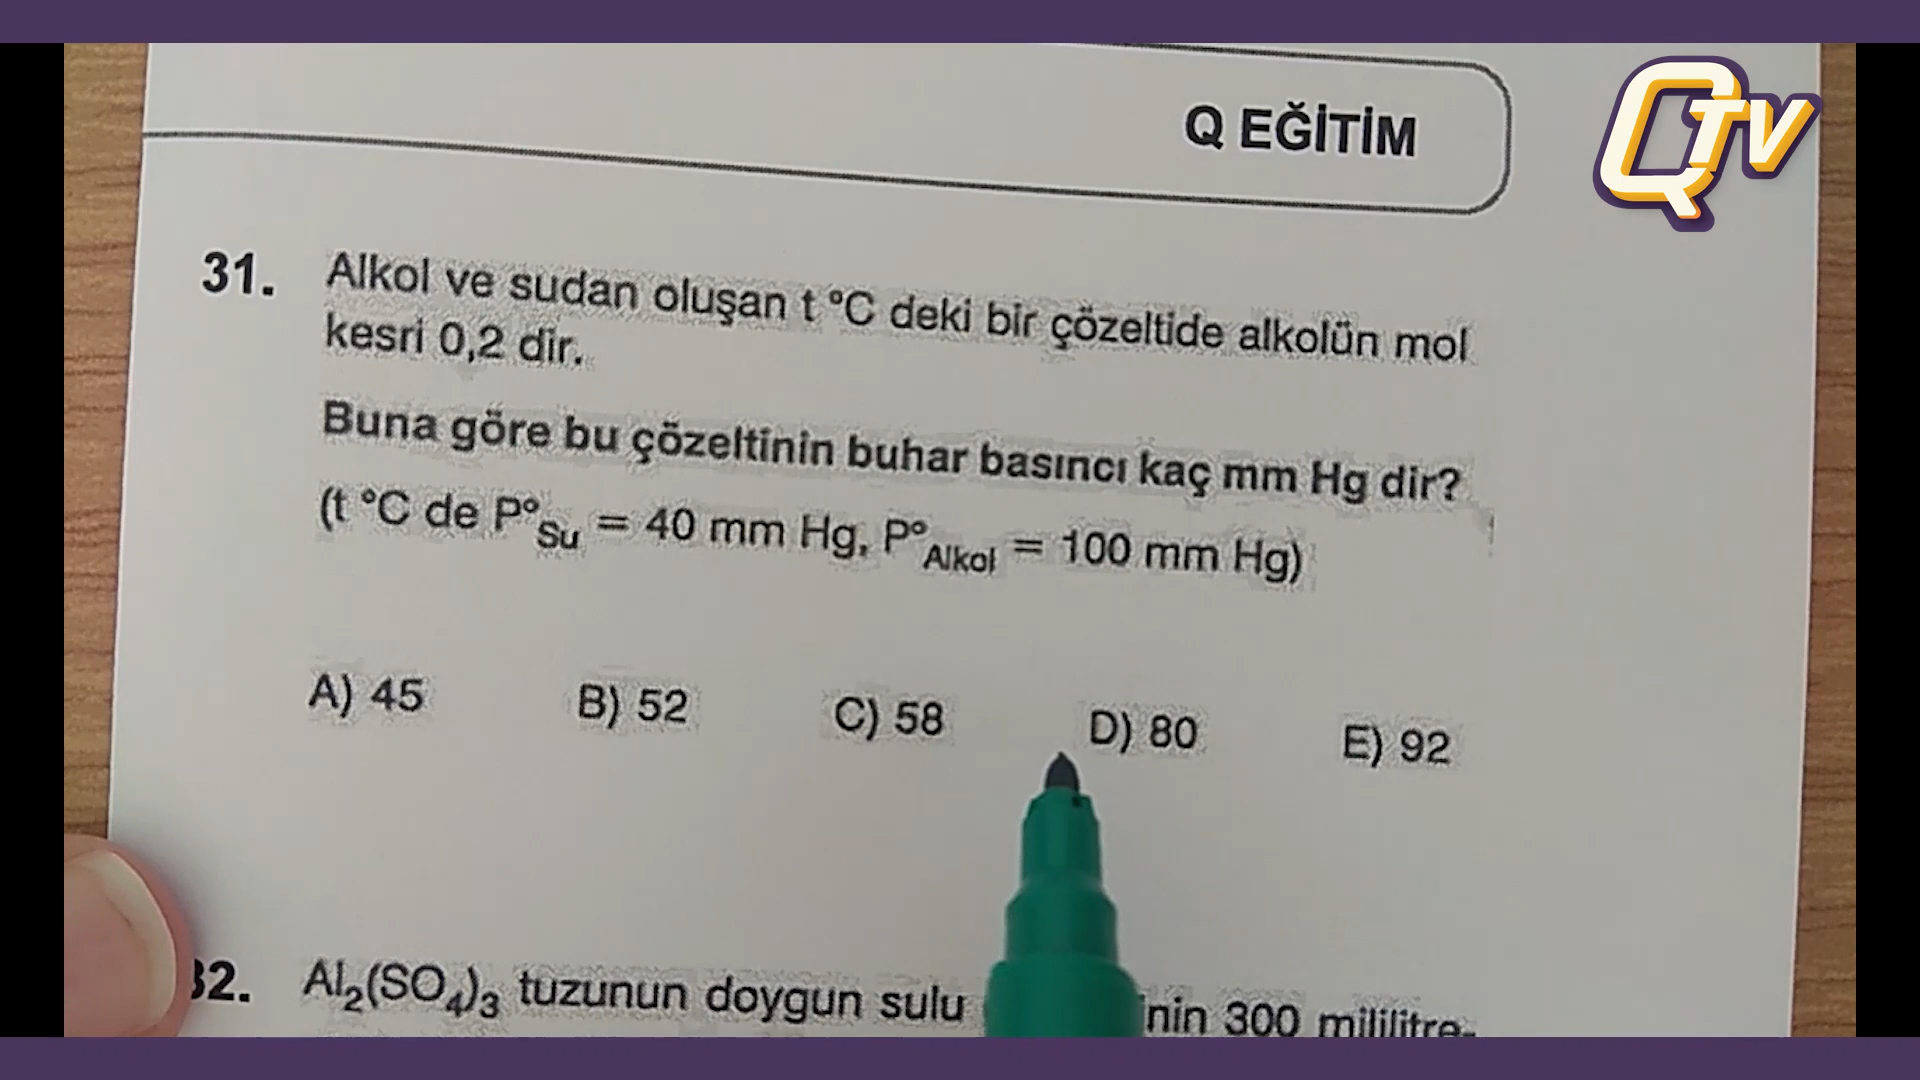 Q EĞİTİM
QTV
31. Alkol ve sudan oluşan t °C deki bir çözeltide alkolün mol
kesri 0,2 dir.
Buna göre bu çözeltinin buhar basıncı kaç mm Hg dir?
(t °C de P°Su = 40 mm Hg, P°Alkol = 100 mm Hg)
A) 45 B) 52 C) 58 D) 80 E) 92
32. Al₂(SO₄)₃ tuzunun doygun sulu nin 300 mililitre-